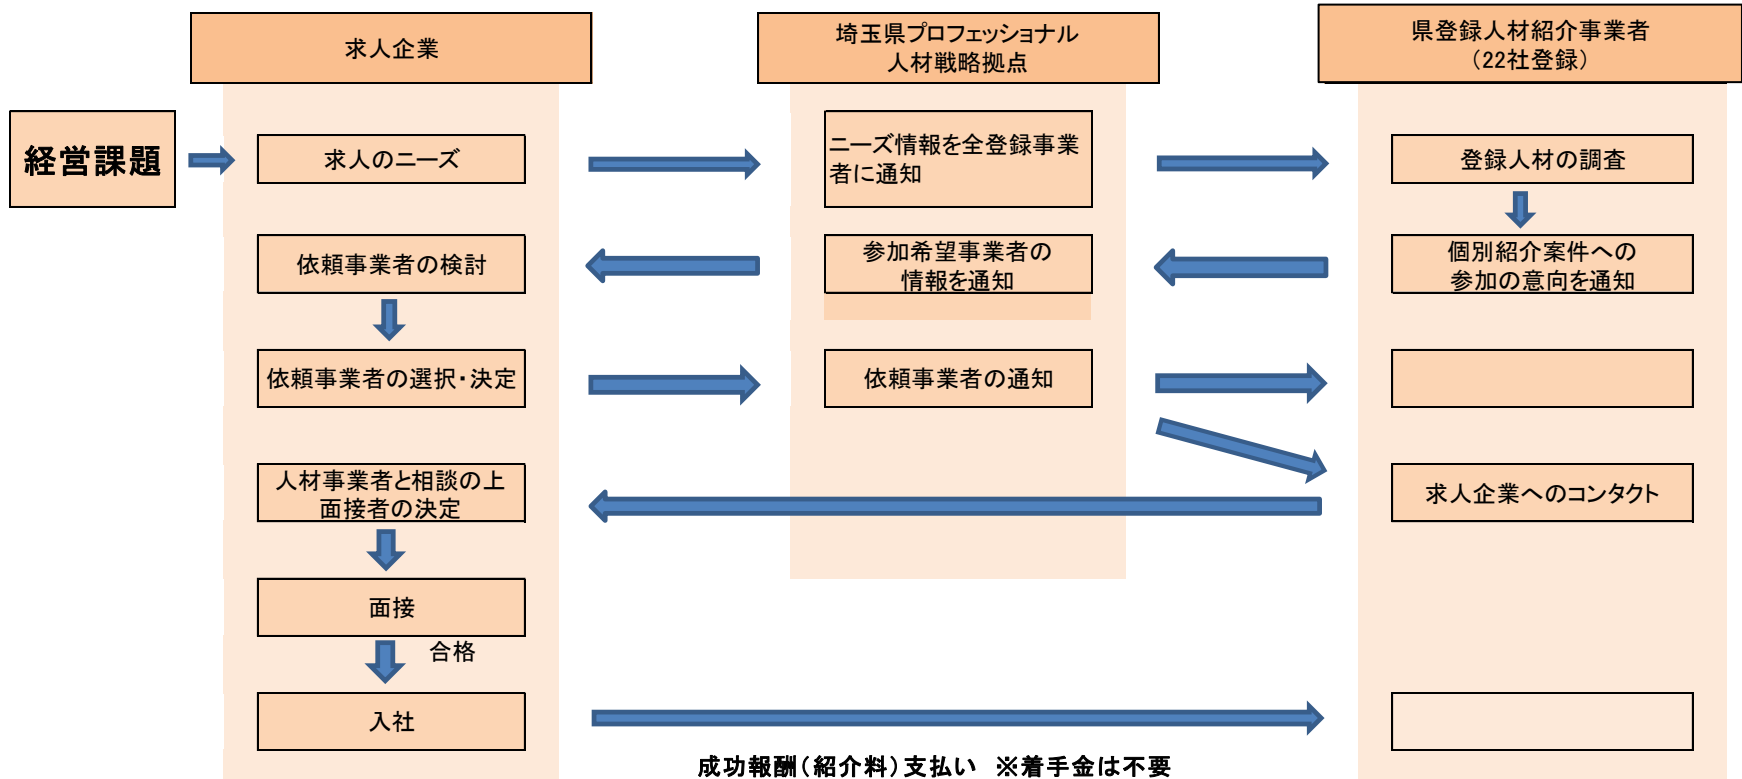 求人企業
埼玉県プロフェッショナル
人材戦略拠点
県登録人材紹介事業者
（22社登録）
経営課題
求人のニーズ
ニーズ情報を全登録事業
者に通知
登録人材の調査
依頼事業者の検討
参加希望事業者の
情報を通知
個別紹介案件への
参加の意向を通知
依頼事業者の選択・決定
依頼事業者の通知
人材事業者と相談の上
面接者の決定
求人企業へのコンタクト
面接
合格
入社
成功報酬（紹介料）支払い　※着手金は不要